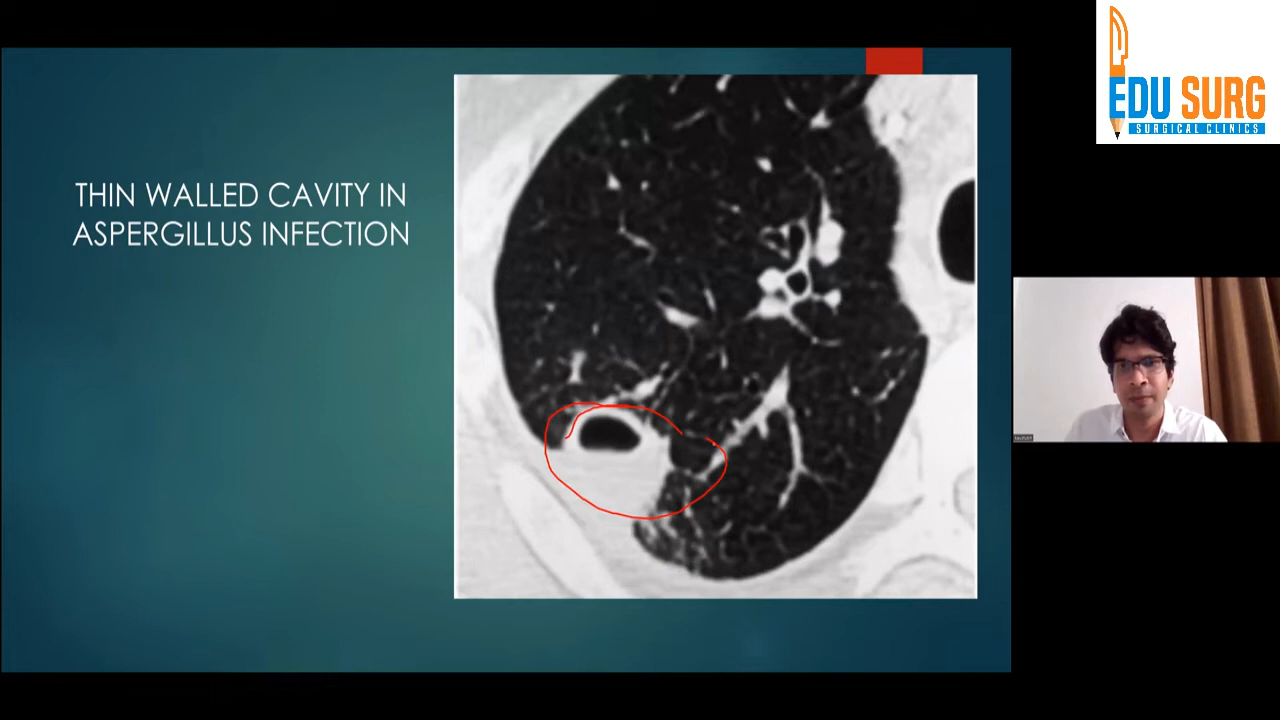 EDU SURG
SURGICAL CLINICS
THIN WALLED CAVITY IN
ASPERGILLUS INFECTION